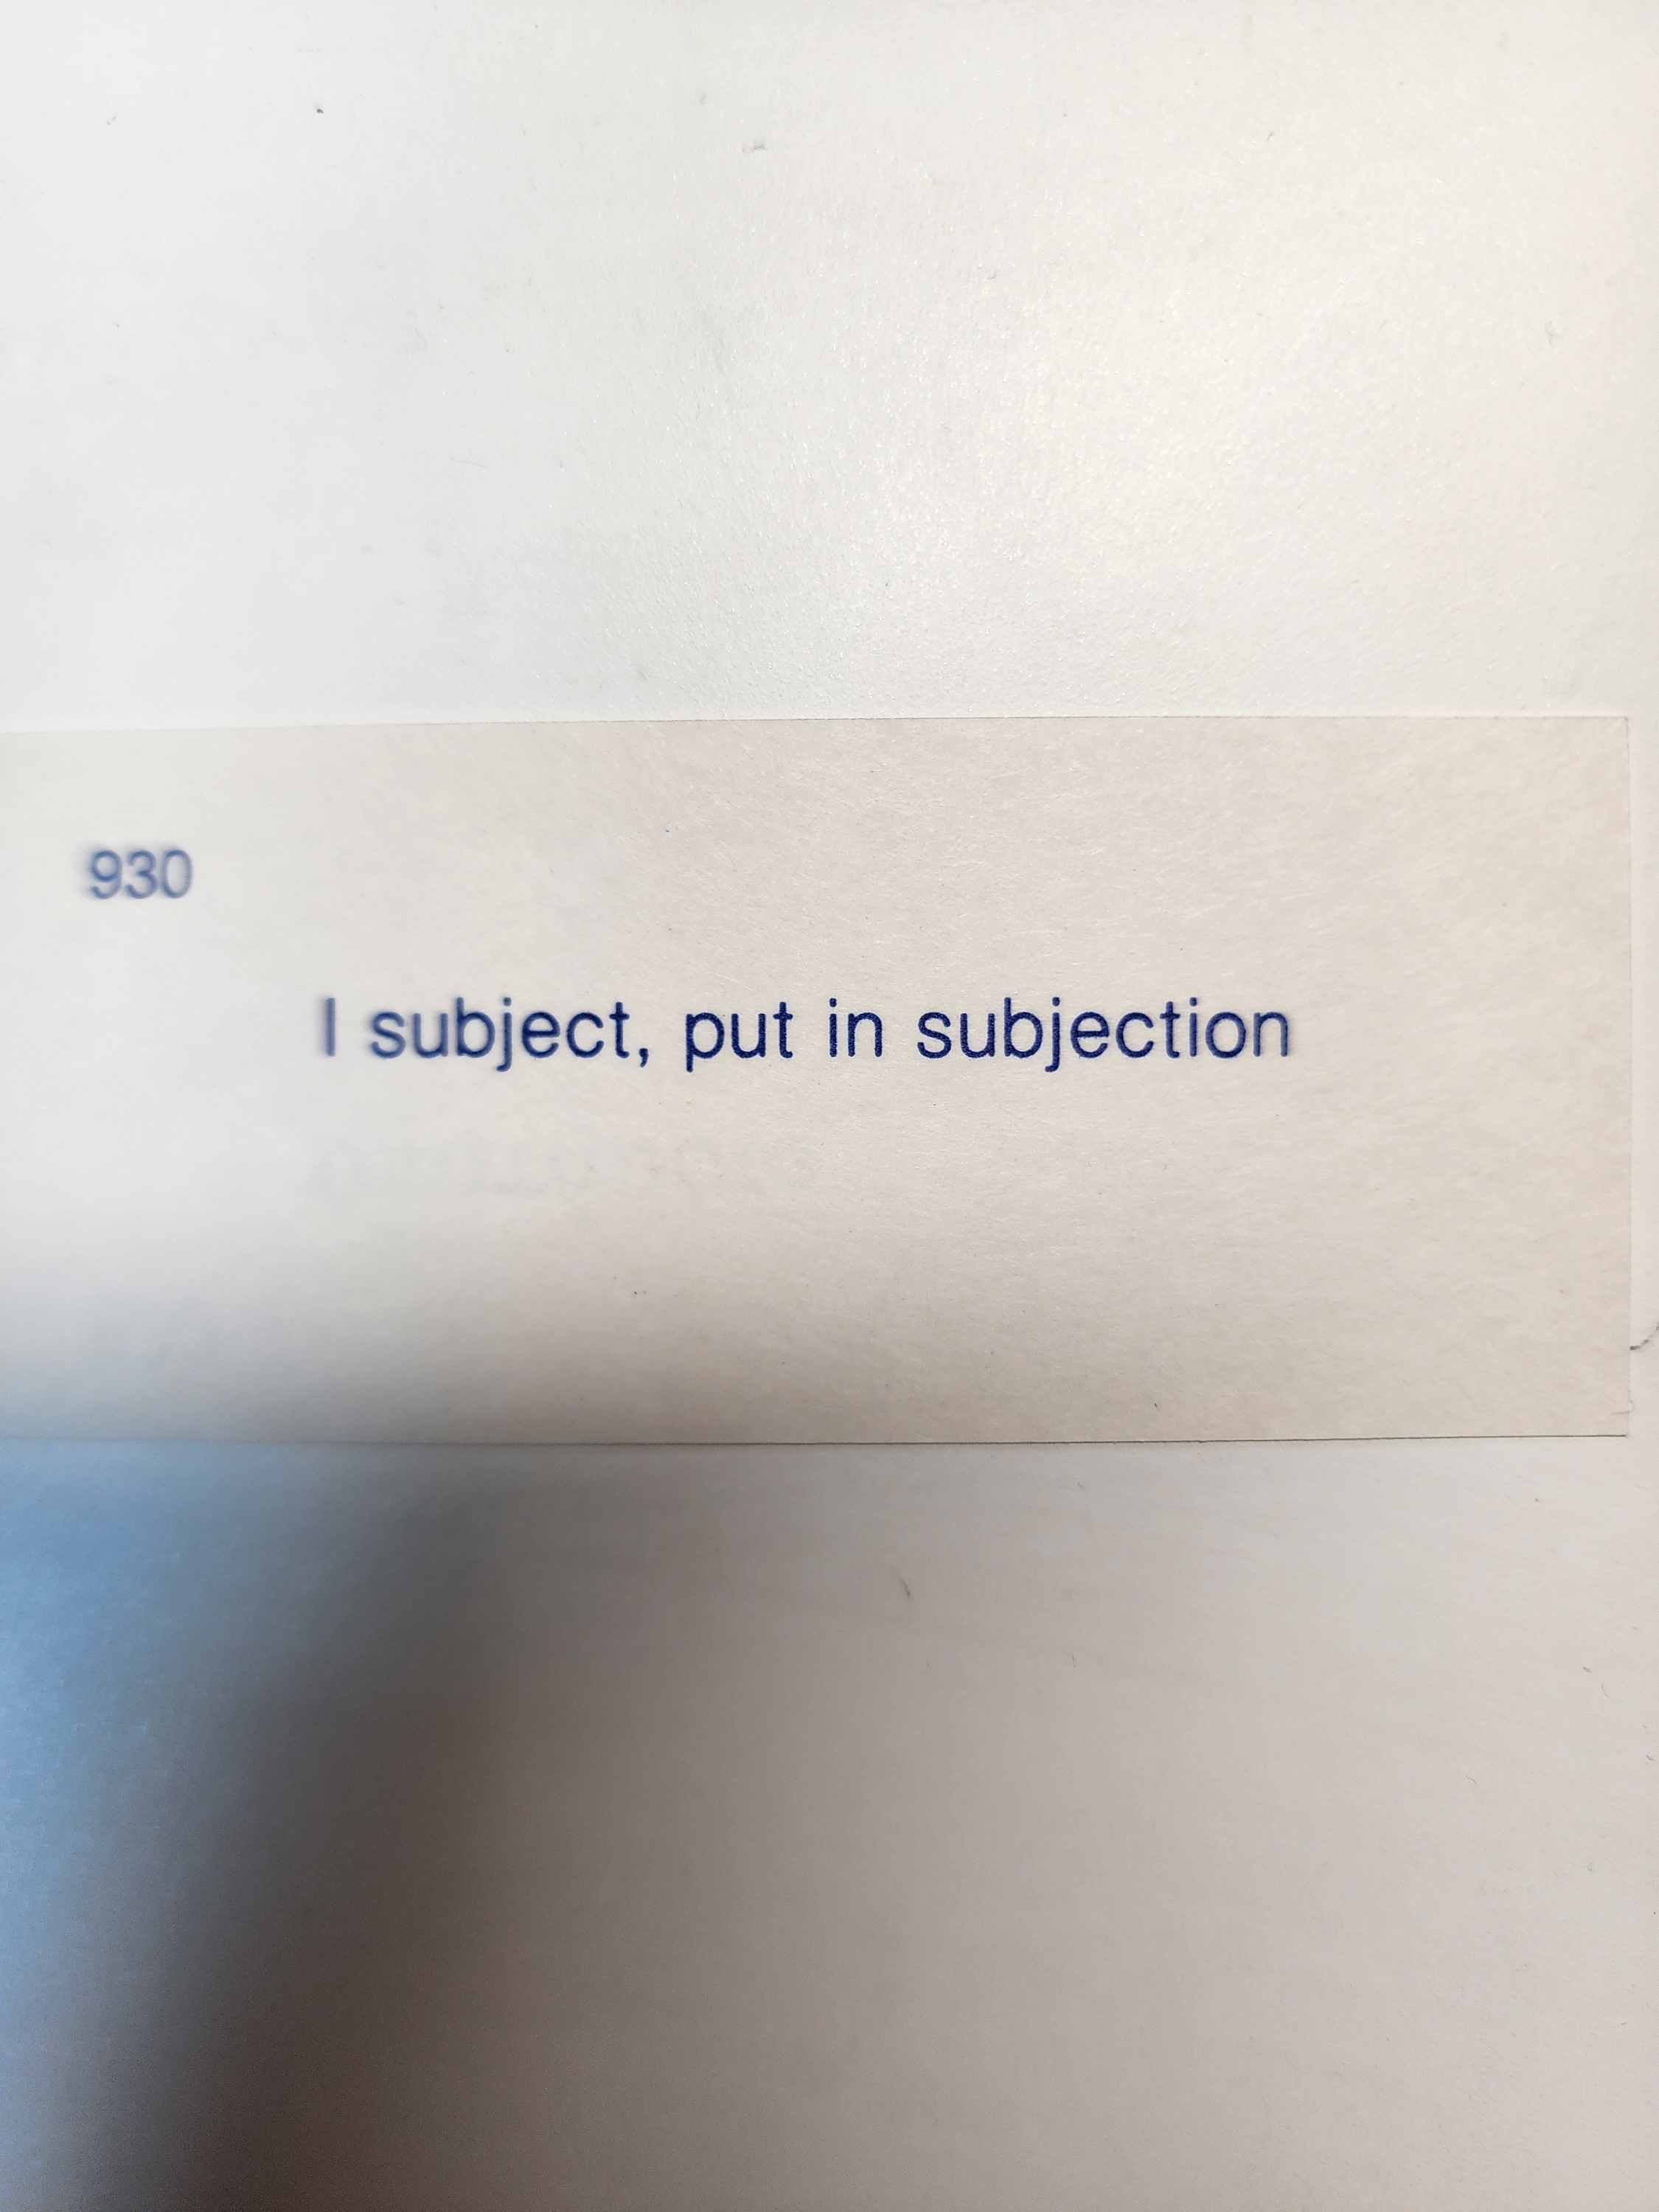 930
I subject, put in subjection